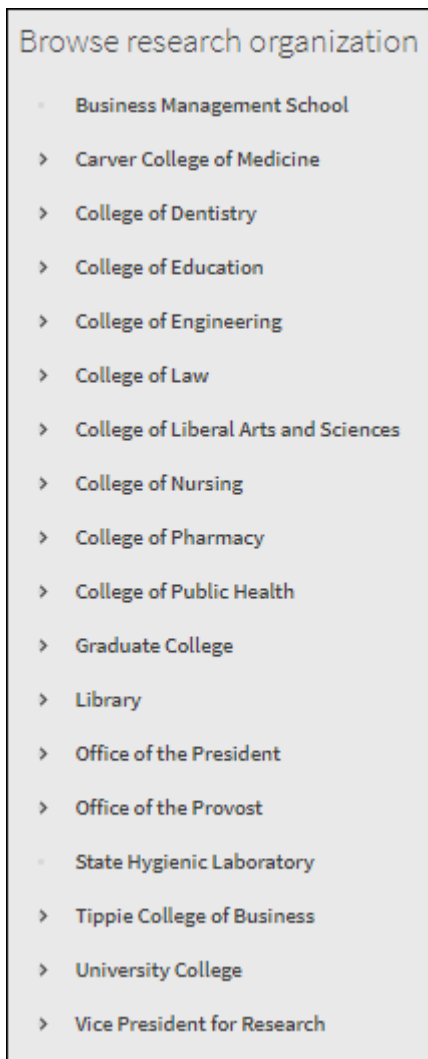 Browse research organization
Business Management School
Carver College of Medicine
College of Dentistry
College of Education
College of Engineering
College of Law
College of Liberal Arts and Sciences
College of Nursing
College of Pharmacy
College of Public Health
Graduate College
Library
Office of the President
Office of the Provost
State Hygienic Laboratory
Tippie College of Business
University College
Vice President for Research